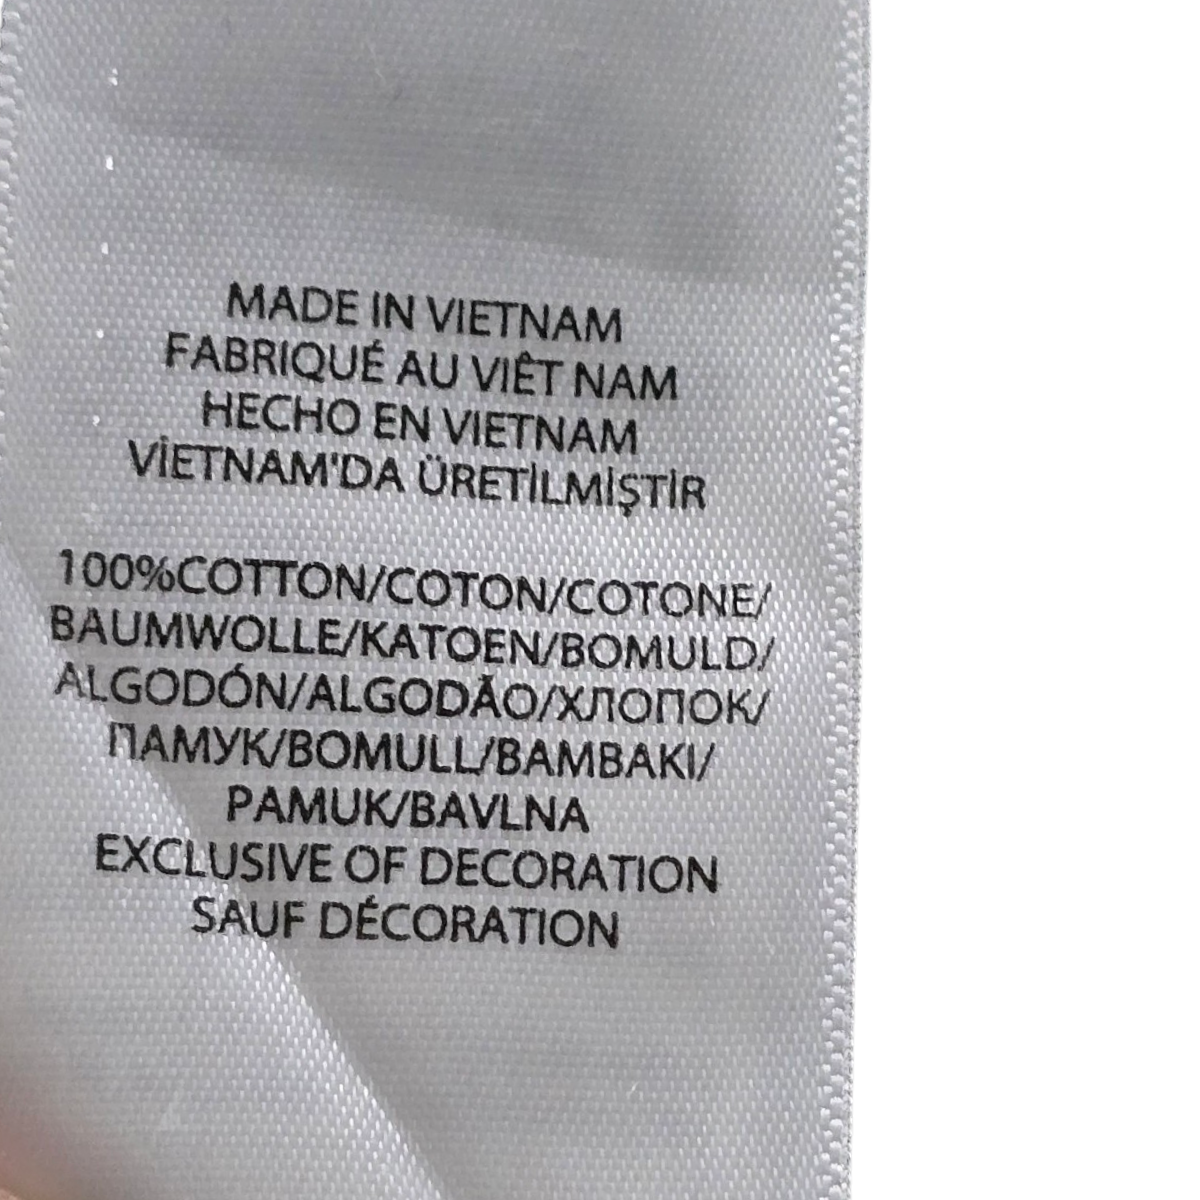 MADE IN VIETNAM
FABRIQUÉ AU VIÊT NAM
HECHO EN VIETNAM
VİETNAM'DA ÜRETİLMİŞTİR
100%COTTON/COTON/COTONE/
BAUMWOLLE/KATOEN/BOMULD/
ALGODÓN/ALGODÃO/ХЛОПОК/
ПАМУК/BOMULL/BAMBAKI/
PAMUK/BAVLNA
EXCLUSIVE OF DECORATION
SAUF DÉCORATION